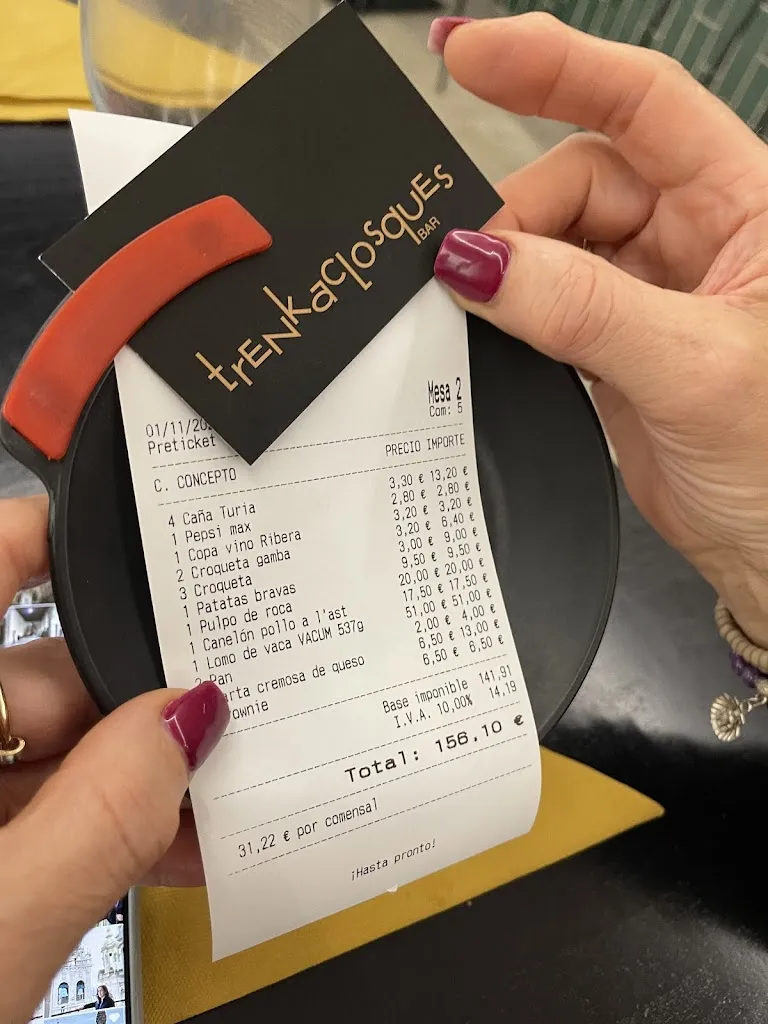 trENkaclosquEs
BAR
Mesa 2
Com: 5
01/11/20
Preticket
C. CONCEPTO PRECIO IMPORTE
4 Caña Turia 3,30 € 13,20 €
1 Pepsi max 2,80 € 2,80 €
1 Copa vino Ribera 3,20 € 3,20 €
2 Croqueta gamba 3,20 € 6,40 €
3 Croqueta 3,00 € 9,00 €
1 Patatas bravas 9,50 € 9,50 €
1 Pulpo de roca 20,00 € 20,00 €
1 Canelón pollo a l'ast 17,50 € 17,50 €
1 Lomo de vaca VACUM 537g 51,00 € 51,00 €
2 Pan 2,00 € 4,00 €
arta cremosa de queso 6,50 € 13,00 €
ownie 6,50 € 6,50 €
Base imponible 141,91
I.V.A. 10,00% 14,19
Total: 156,10 €
31,22 € por comensal
¡Hasta pronto!